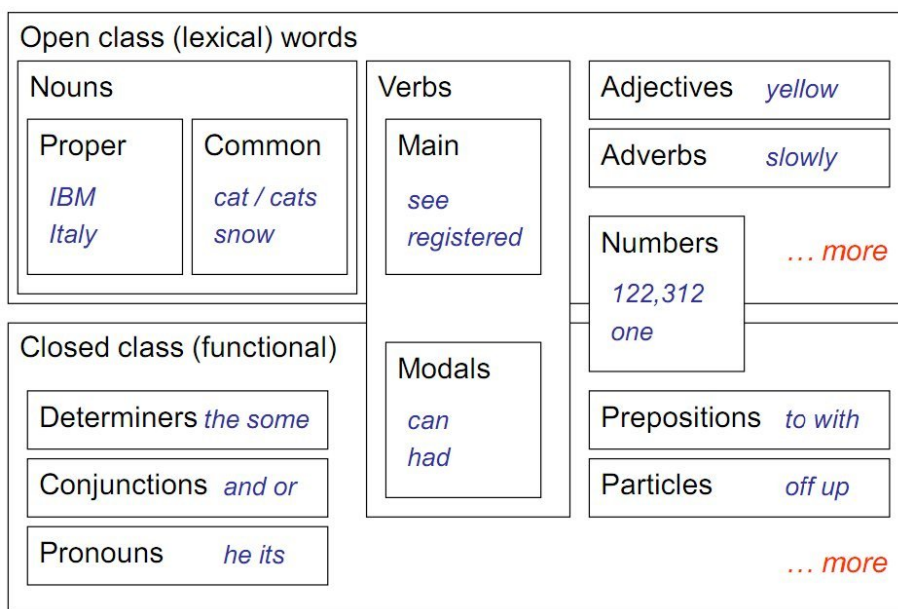 Open class (lexical) words
Nouns
Proper
IBM
Italy
Common
cat / cats
snow
Verbs
Main
see
registered
Adjectives yellow
Adverbs slowly
Numbers
122,312
one
… more
Closed class (functional)
Determiners the some
Conjunctions and or
Pronouns he its
Modals
can
had
Prepositions to with
Particles off up
… more